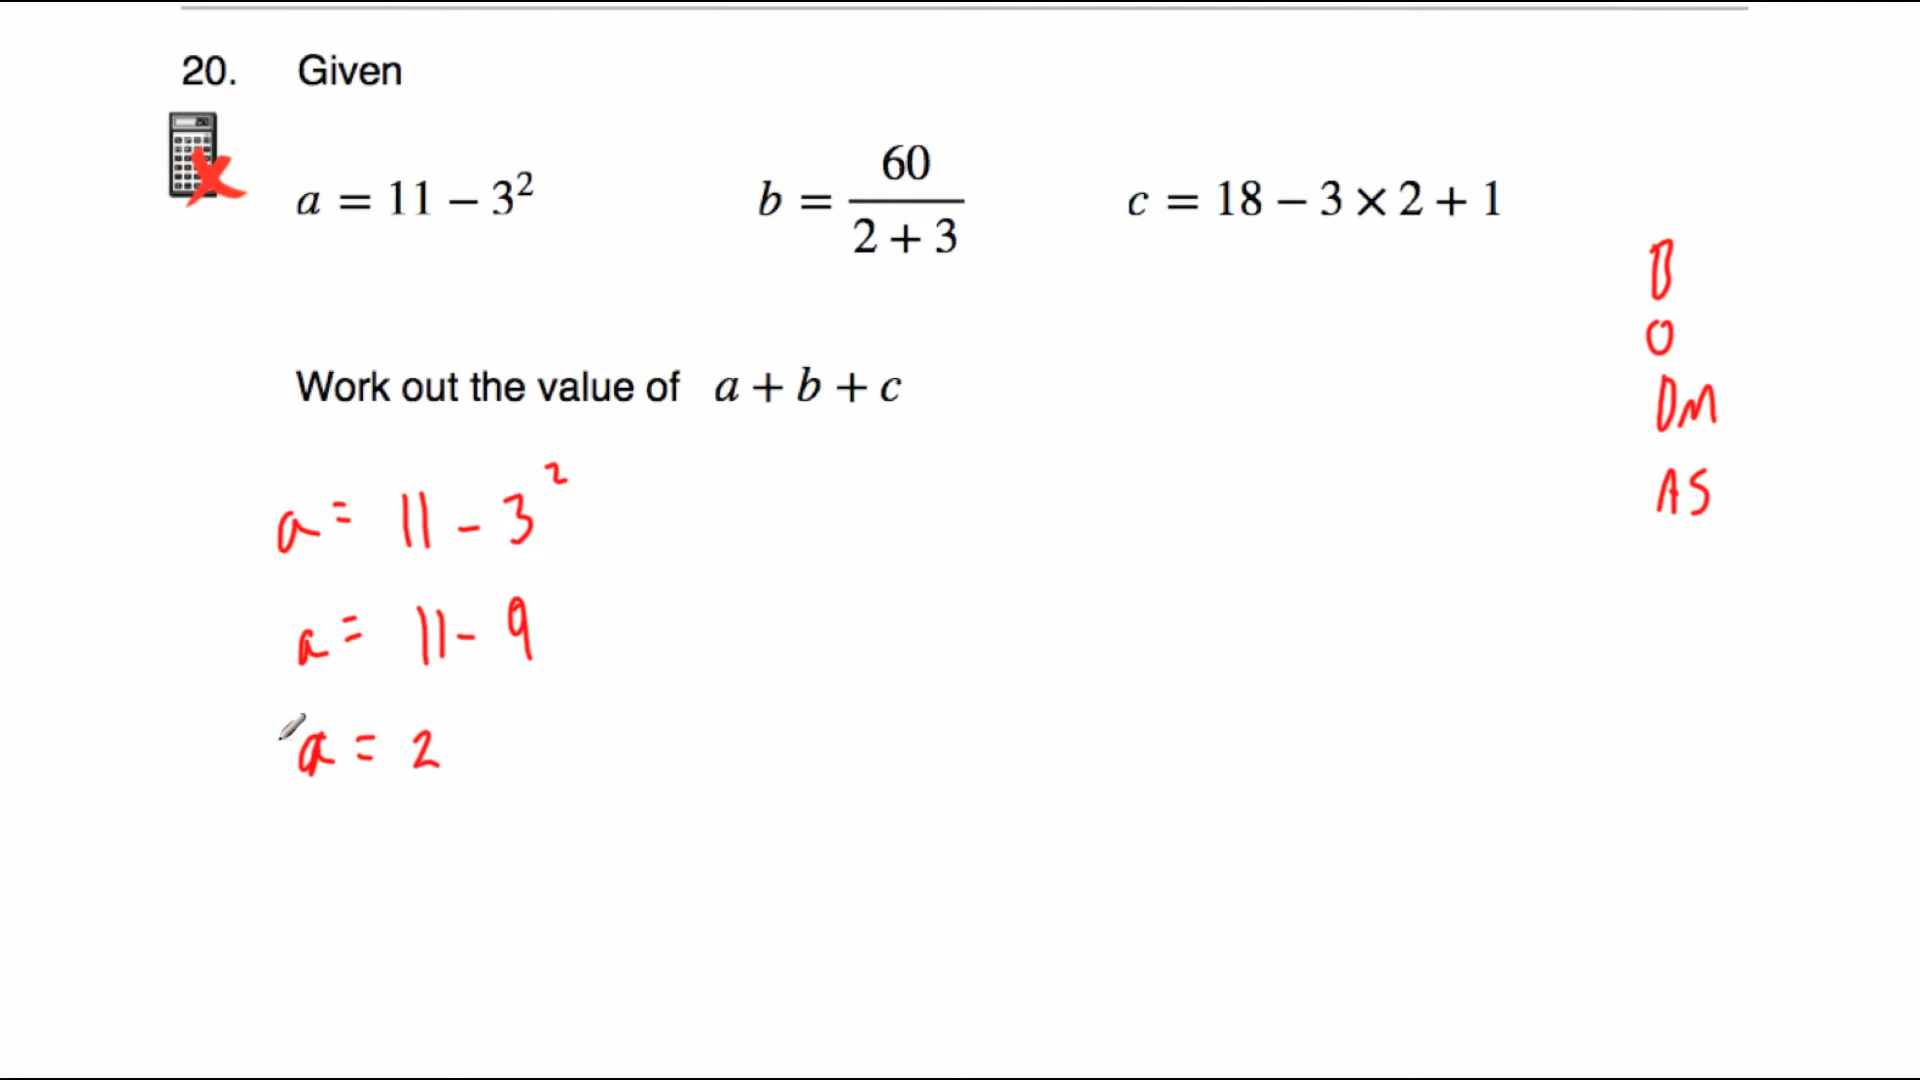 20. Given
a = 11 − 3² b = 60/(2 + 3) c = 18 − 3 × 2 + 1
B
O
DM
AS
Work out the value of a + b + c
a = 11 - 3²
a = 11 - 9
a = 2